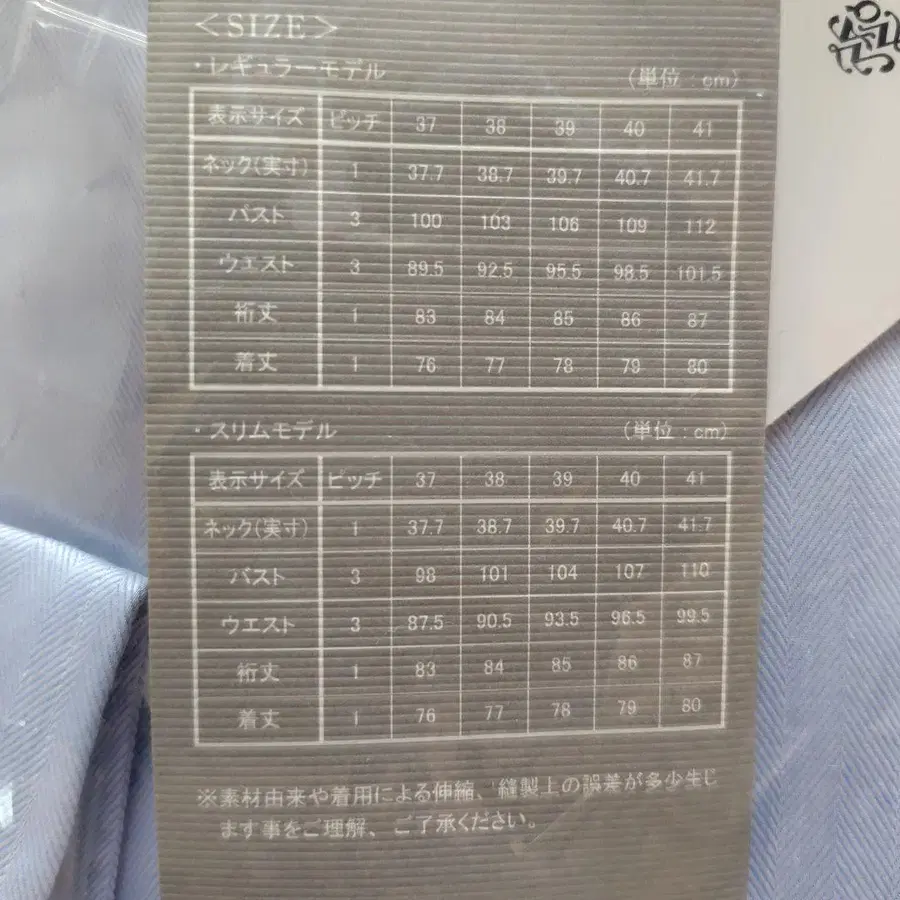 ＜SIZE＞
・レギュラーモデル （単位：cm）
表示サイズ ピッチ 37 38 39 40 41
ネック(実寸) 1 37.7 38.7 39.7 40.7 41.7
バスト 3 100 103 106 109 112
ウエスト 3 89.5 92.5 95.5 98.5 101.5
裄丈 1 83 84 85 86 87
着丈 1 76 77 78 79 80
・スリムモデル （単位：cm）
表示サイズ ピッチ 37 38 39 40 41
ネック(実寸) 1 37.7 38.7 39.7 40.7 41.7
バスト 3 98 101 104 107 110
ウエスト 3 87.5 90.5 93.5 96.5 99.5
裄丈 1 83 84 85 86 87
着丈 1 76 77 78 79 80
※素材由来や着用による伸縮、縫製上の誤差が多少生じ
ます事をご理解、ご了承ください。